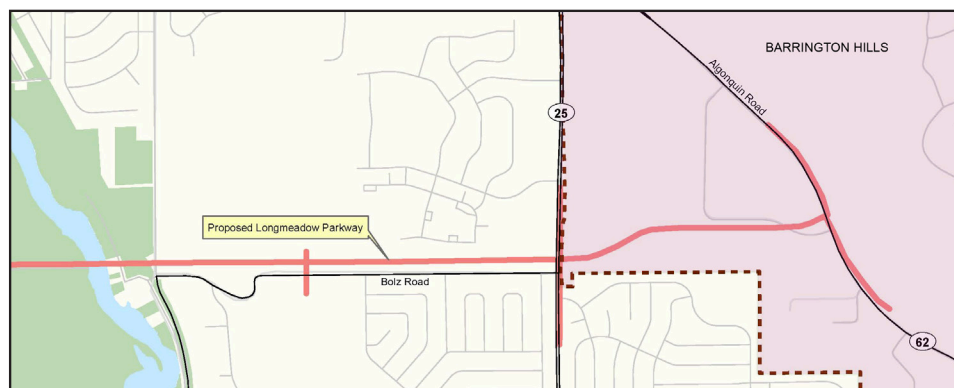 BARRINGTON HILLS
Algonquin Road
25
Proposed Longmeadow Parkway
Bolz Road
62